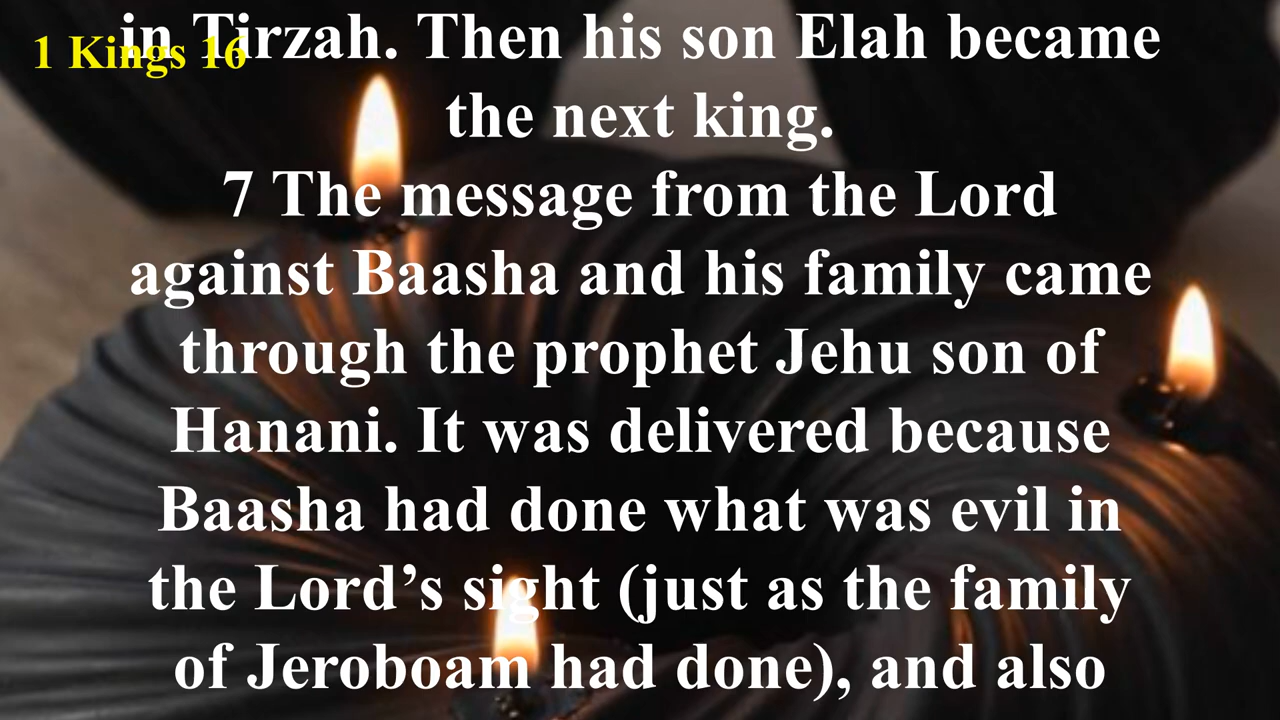 1 Kings 16
in Tirzah. Then his son Elah became
the next king.
7 The message from the Lord
against Baasha and his family came
through the prophet Jehu son of
Hanani. It was delivered because
Baasha had done what was evil in
the Lord’s sight (just as the family
of Jeroboam had done), and also